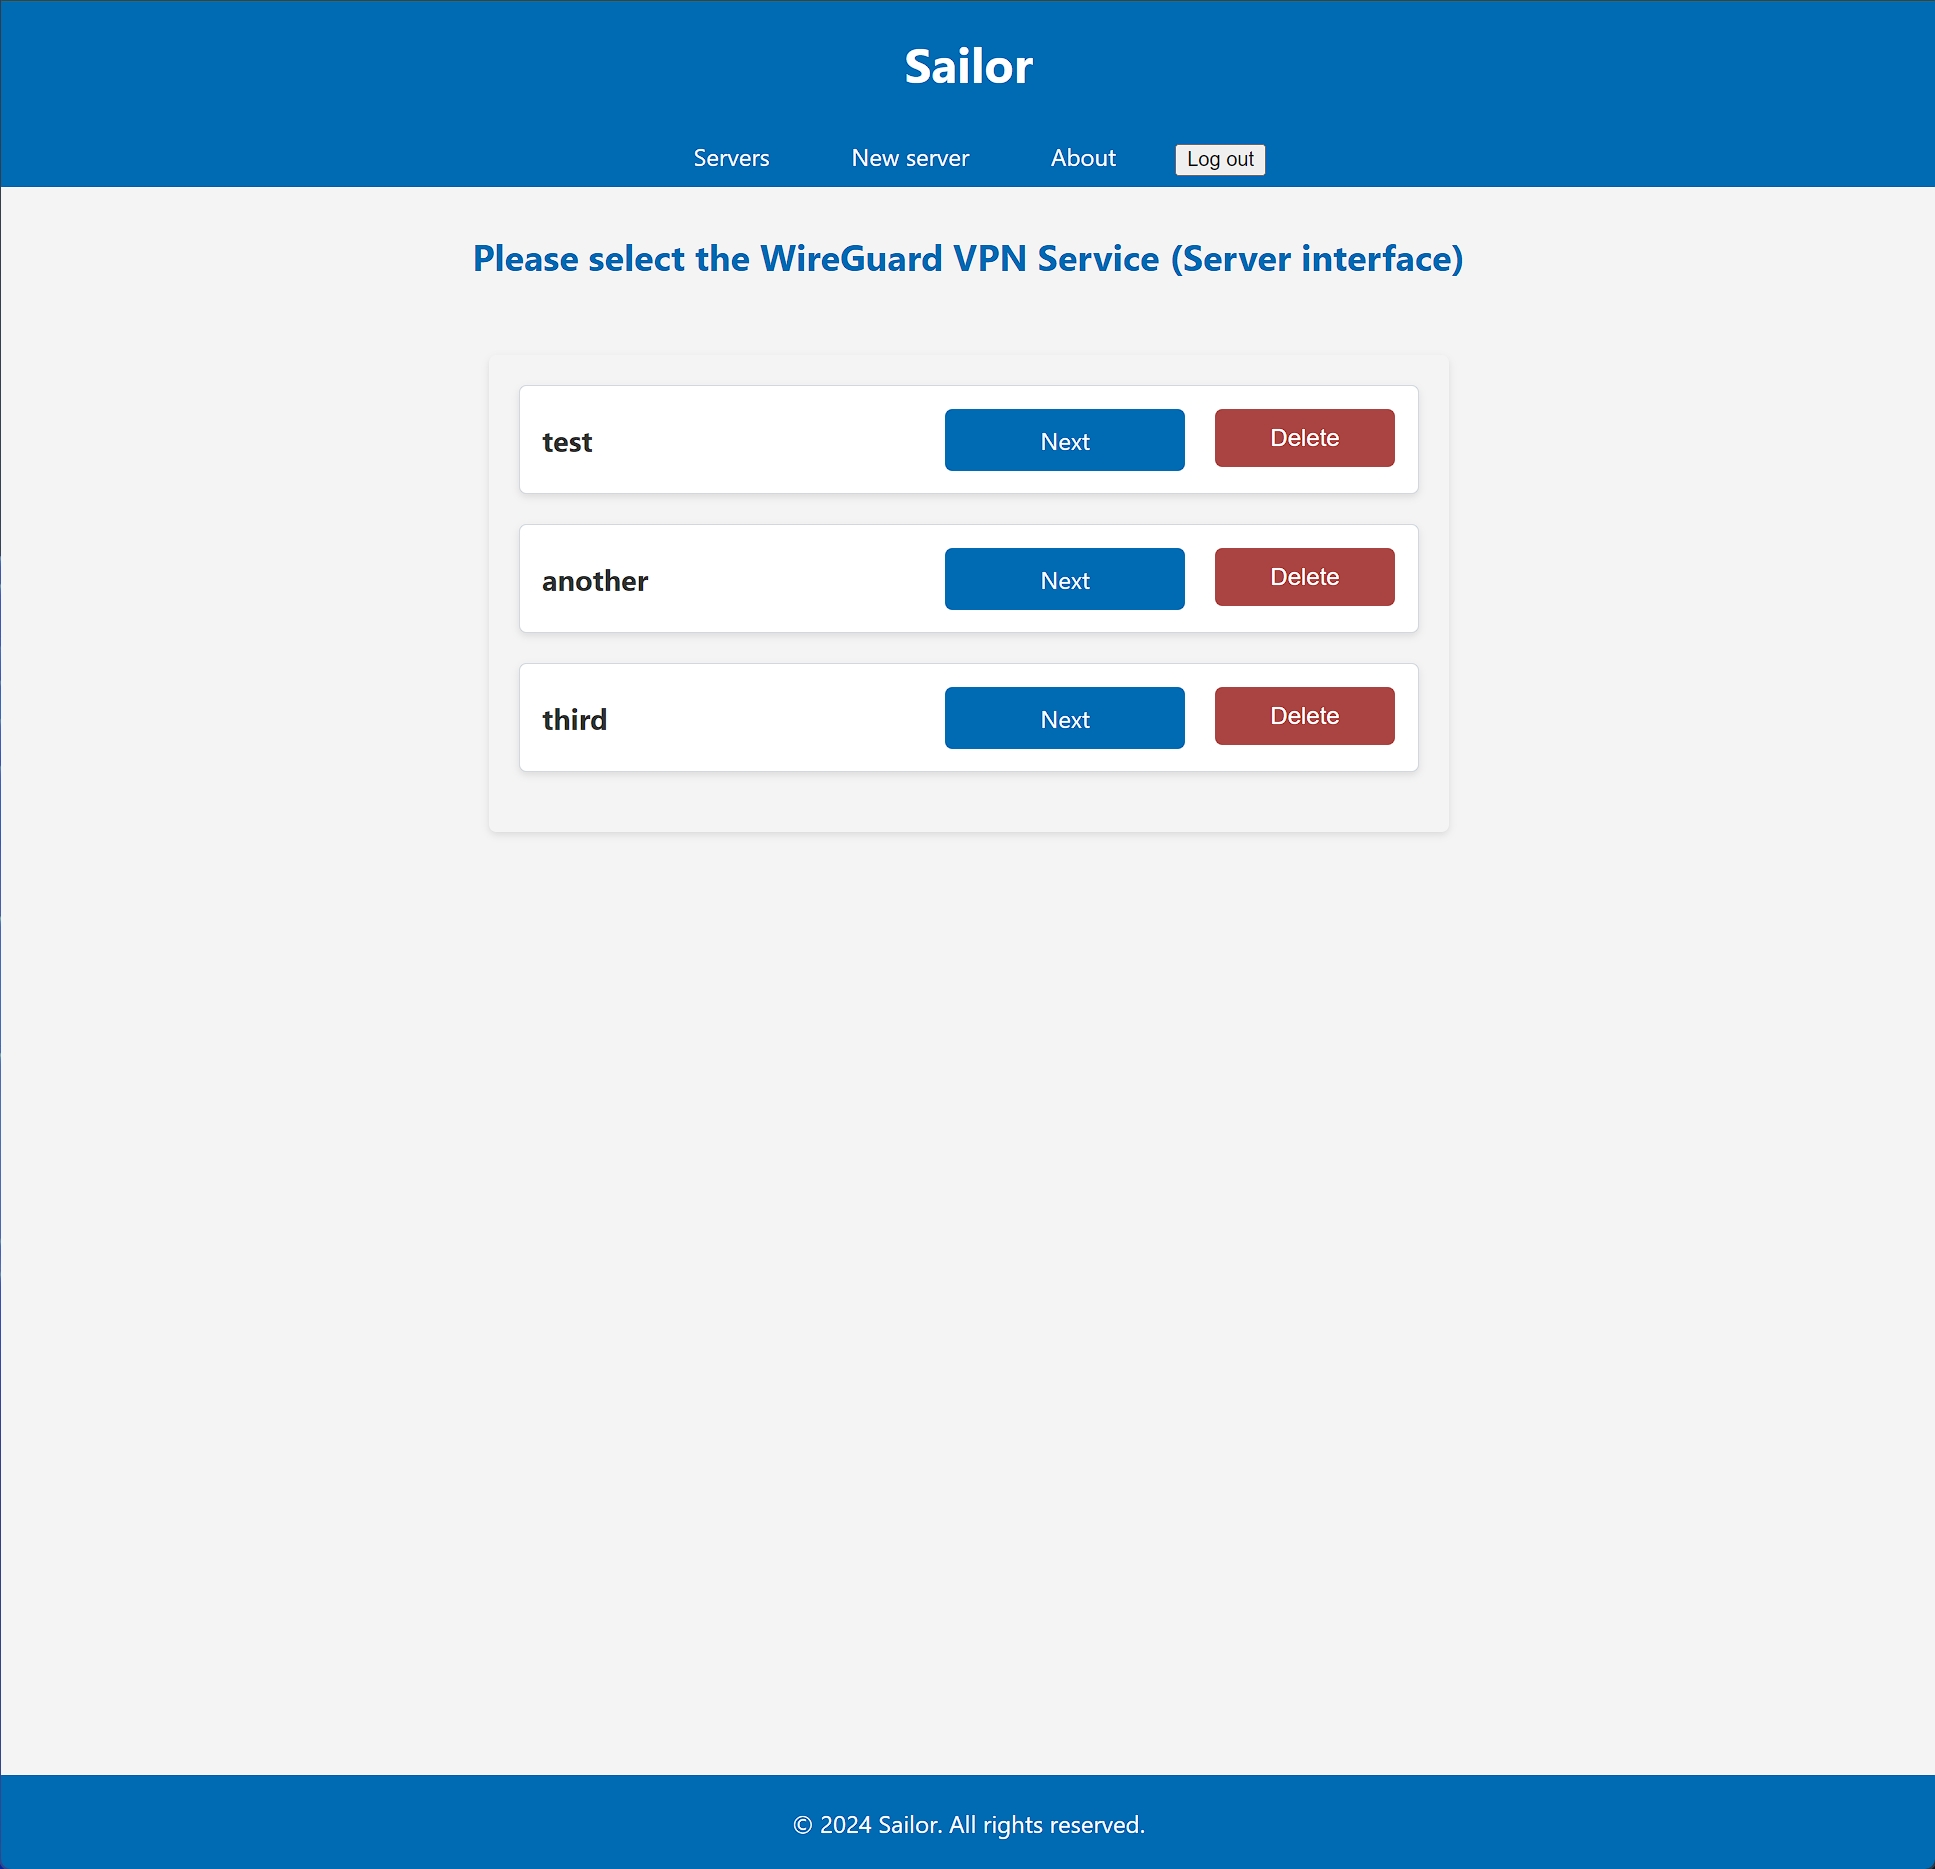 Sailor
Servers New server About Log out
Please select the WireGuard VPN Service (Server interface)
test Next Delete
another Next Delete
third Next Delete
© 2024 Sailor. All rights reserved.